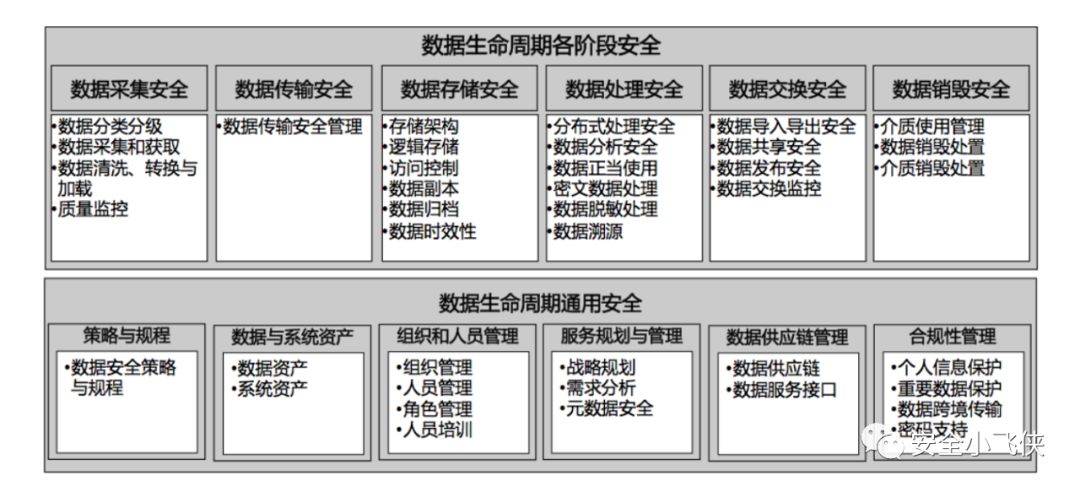 数据生命周期各阶段安全
数据采集安全
•数据分类分级
•数据采集和获取
•数据清洗、转换与
加载
•质量监控
数据传输安全
•数据传输安全管理
数据存储安全
•存储架构
•逻辑存储
•访问控制
•数据副本
•数据归档
•数据时效性
数据处理安全
•分布式处理安全
•数据分析安全
•数据正当使用
•密文数据处理
•数据脱敏处理
•数据溯源
数据交换安全
•数据导入导出安全
•数据共享安全
•数据发布安全
•数据交换监控
数据销毁安全
•介质使用管理
•数据销毁处置
•介质销毁处置
数据生命周期通用安全
策略与规程
•数据安全策略
与规程
数据与系统资产
•数据资产
•系统资产
组织和人员管理
•组织管理
•人员管理
•角色管理
•人员培训
服务规划与管理
•战略规划
•需求分析
•元数据安全
数据供应链管理
•数据供应链
•数据服务接口
合规性管理
•个人信息保护
•重要数据保护
•数据跨境传输
•密码支持
安全小飞侠